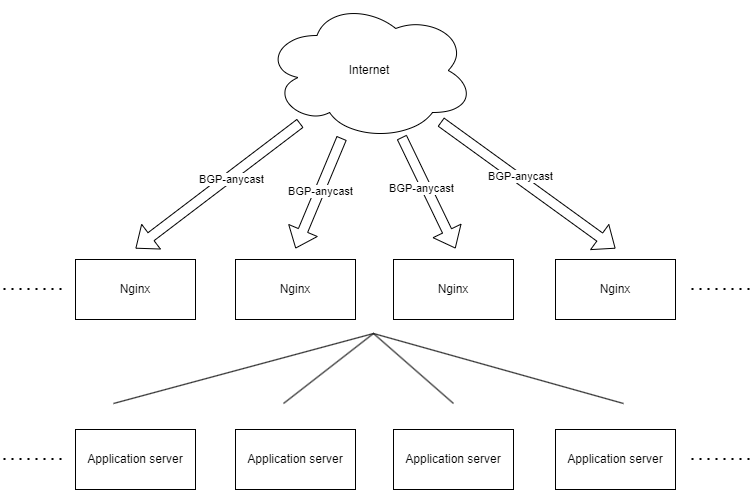 Internet
BGP-anycast
BGP-anycast
BGP-anycast
BGP-anycast
Nginx
Nginx
Nginx
Nginx
Application server
Application server
Application server
Application server